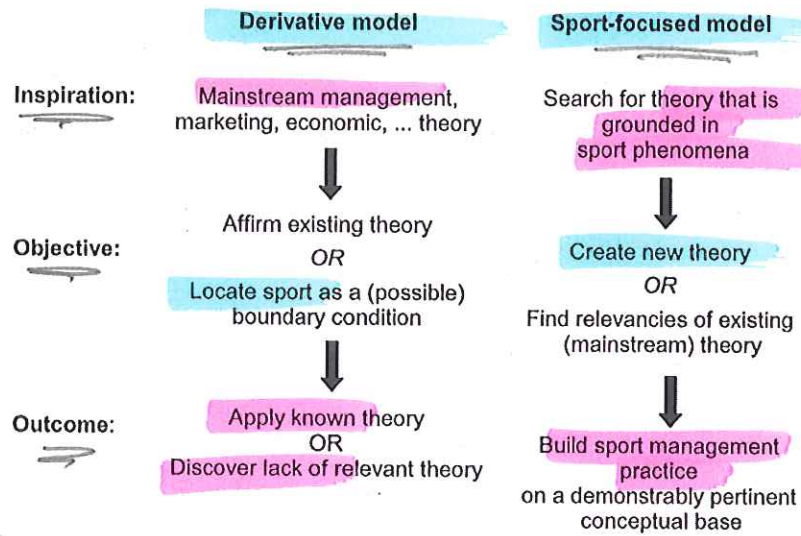 Derivative model
Sport-focused model
Inspiration:
Mainstream management,
marketing, economic, ... theory
Search for theory that is
grounded in
sport phenomena
Objective:
Affirm existing theory
OR
Locate sport as a (possible)
boundary condition
Create new theory
OR
Find relevancies of existing
(mainstream) theory
Outcome:
Apply known theory
OR
Discover lack of relevant theory
Build sport management
practice
on a demonstrably pertinent
conceptual base